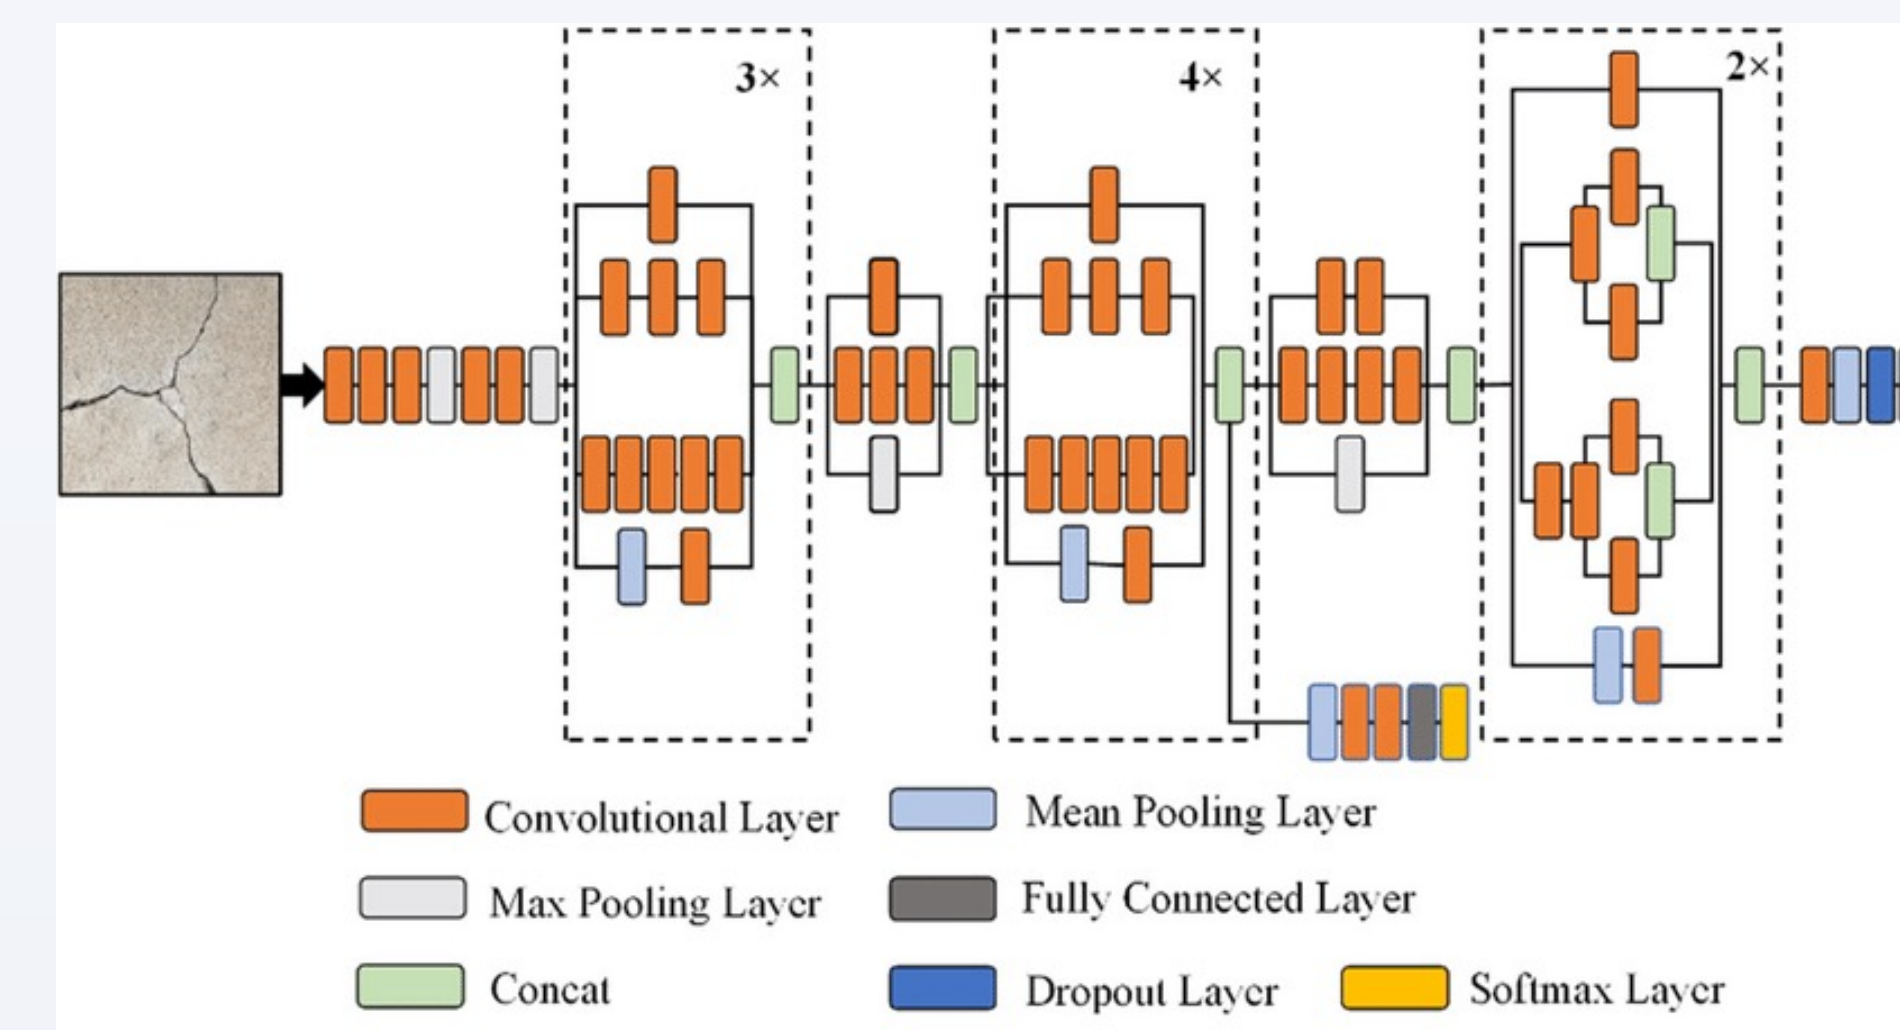 3×
4×
2×
Convolutional Layer
Mean Pooling Layer
Max Pooling Layer
Fully Connected Layer
Concat
Dropout Layer
Softmax Layer